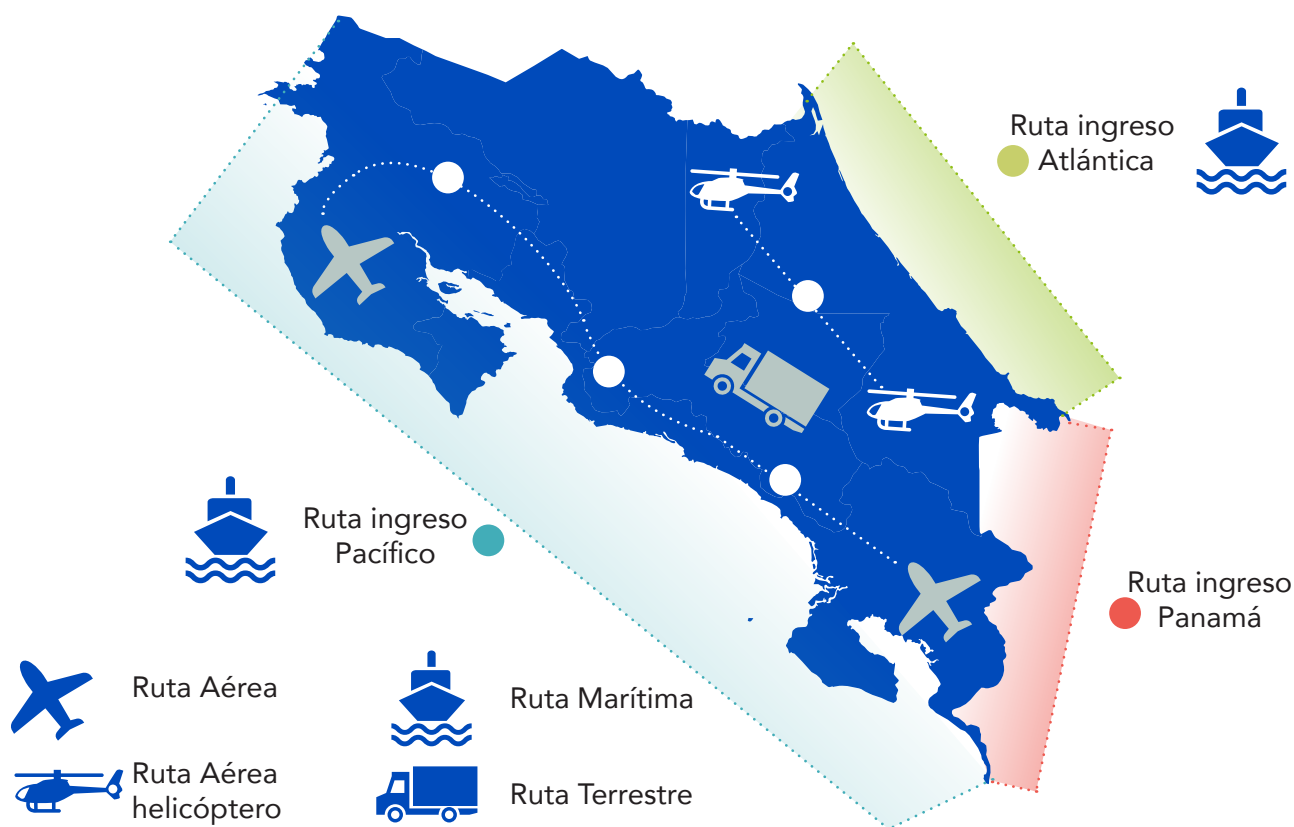 Ruta ingreso
Atlántica
Ruta ingreso
Pacífico
Ruta ingreso
Panamá
Ruta Aérea
Ruta Marítima
Ruta Aérea
helicóptero
Ruta Terrestre